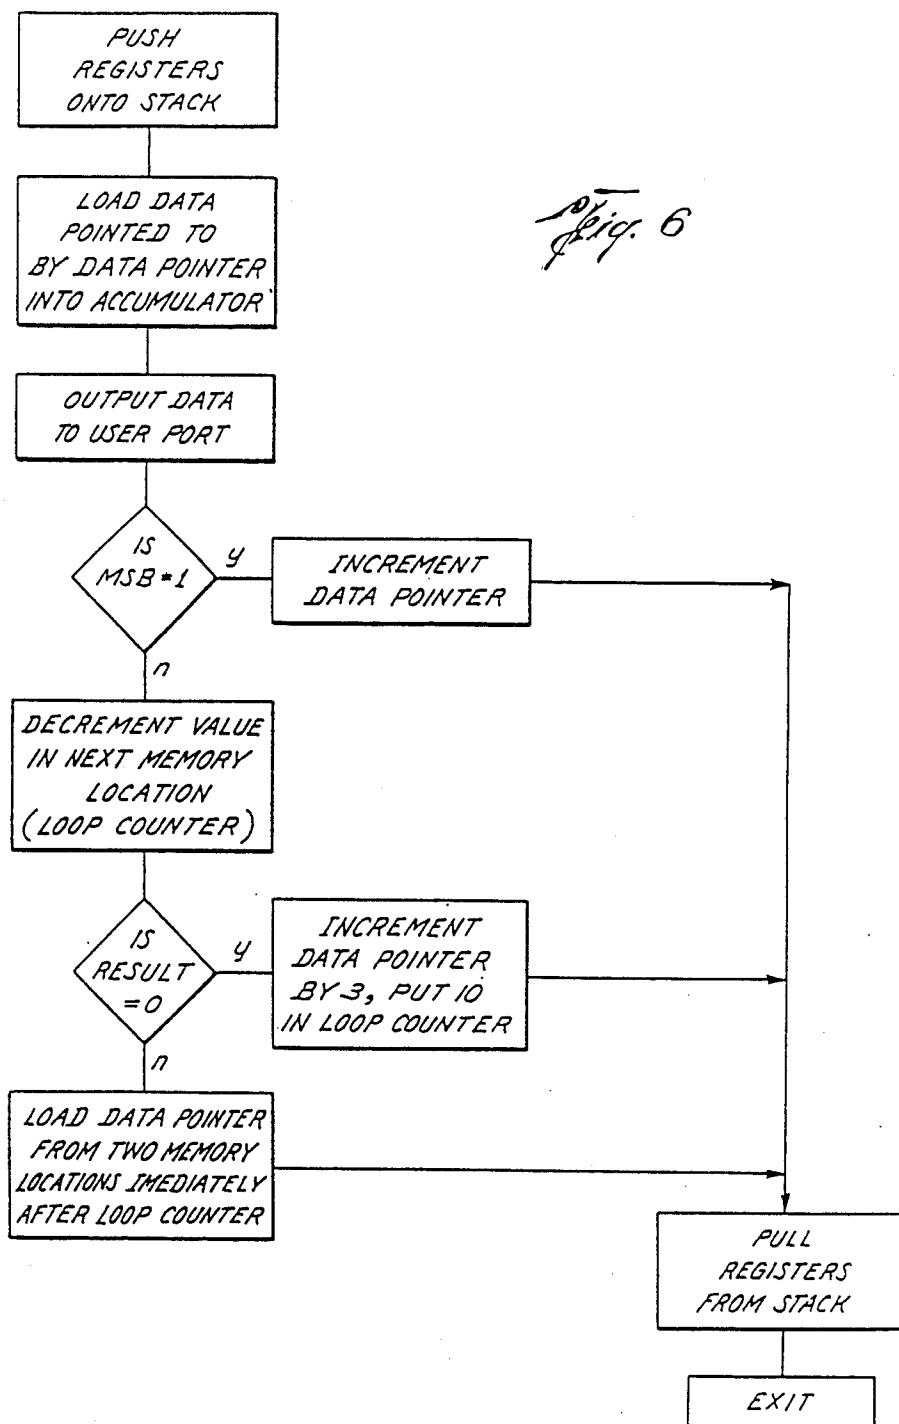 PUSH
REGISTERS
ONTO STACK
Fig. 6
LOAD DATA
POINTED TO
BY DATA POINTER
INTO ACCUMULATOR
OUTPUT DATA
TO USER PORT
IS
MSB=1
y
INCREMENT
DATA POINTER
n
DECREMENT VALUE
IN NEXT MEMORY
LOCATION
(LOOP COUNTER)
IS
RESULT
=0
y
INCREMENT
DATA POINTER
BY 3, PUT 10
IN LOOP COUNTER
n
LOAD DATA POINTER
FROM TWO MEMORY
LOCATIONS IMEDIATELY
AFTER LOOP COUNTER
PULL
REGISTERS
FROM STACK
EXIT